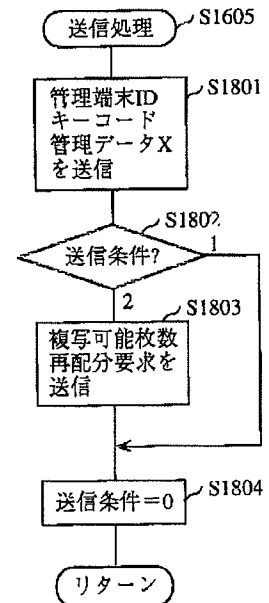 送信処理
S1605
管理端末ID
キーコード
管理データX
を送信
S1801
送信条件?
S1802
1
2
複写可能枚数
再配分要求を
送信
S1803
送信条件=0
S1804
リターン